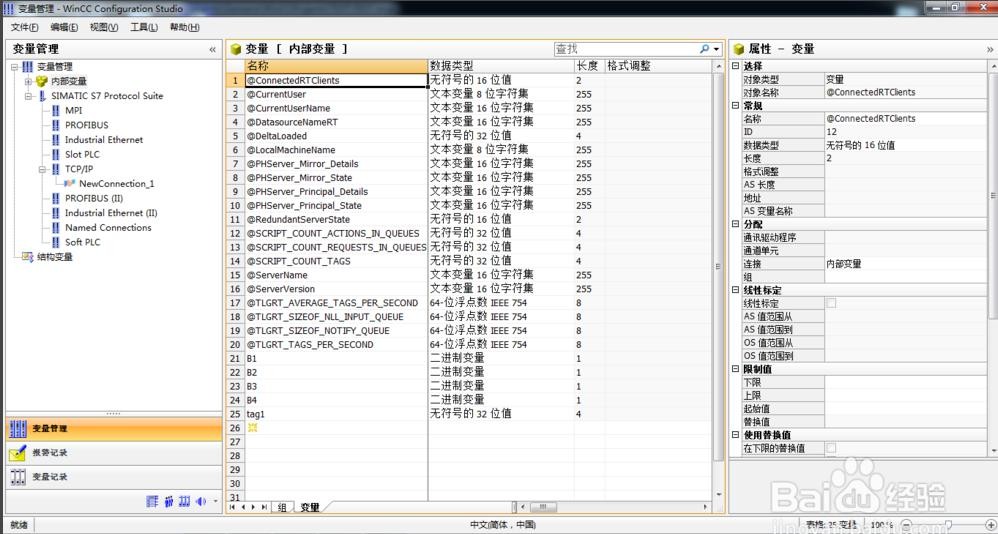 变量管理 - WinCC Configuration Studio
文件(F) 编辑(E) 视图(V) 工具(L) 帮助(H)
变量管理 «
变量管理
内部变量
SIMATIC S7 Protocol Suite
MPI
PROFIBUS
Industrial Ethernet
Slot PLC
TCP/IP
NewConnection_1
PROFIBUS (II)
Industrial Ethernet (II)
Named Connections
Soft PLC
结构变量
变量管理
报警记录
变量记录
变量 [ 内部变量 ] 查找
名称 数据类型 长度 格式调整
1 @ConnectedRTClients 无符号的 16 位值 2
2 @CurrentUser 文本变量 8 位字符集 255
3 @CurrentUserName 文本变量 16 位字符集 255
4 @DatasourceNameRT 文本变量 16 位字符集 255
5 @DeltaLoaded 无符号的 32 位值 4
6 @LocalMachineName 文本变量 8 位字符集 255
7 @PHServer_Mirror_Details 文本变量 16 位字符集 255
8 @PHServer_Mirror_State 文本变量 16 位字符集 255
9 @PHServer_Principal_Details 文本变量 16 位字符集 255
10 @PHServer_Principal_State 文本变量 16 位字符集 255
11 @RedundantServerState 无符号的 16 位值 2
12 @SCRIPT_COUNT_ACTIONS_IN_QUEUES 无符号的 32 位值 4
13 @SCRIPT_COUNT_REQUESTS_IN_QUEUES 无符号的 32 位值 4
14 @SCRIPT_COUNT_TAGS 无符号的 32 位值 4
15 @ServerName 文本变量 16 位字符集 255
16 @ServerVersion 文本变量 16 位字符集 255
17 @TLGRT_AVERAGE_TAGS_PER_SECOND 64-位浮点数 IEEE 754 8
18 @TLGRT_SIZEOF_NLL_INPUT_QUEUE 64-位浮点数 IEEE 754 8
19 @TLGRT_SIZEOF_NOTIFY_QUEUE 64-位浮点数 IEEE 754 8
20 @TLGRT_TAGS_PER_SECOND 64-位浮点数 IEEE 754 8
21 B1 二进制变量 1
22 B2 二进制变量 1
23 B3 二进制变量 1
24 B4 二进制变量 1
25 tag1 无符号的 32 位值 4
26
27
28
29
30
31
组 变量
属性 - 变量 »
选择
对象类型 变量
对象名称 @ConnectedRTClients
常规
名称 @ConnectedRTClients
ID 12
数据类型 无符号的 16 位值
长度 2
格式调整
AS 长度
地址
AS 变量名称
分配
通讯驱动程序
通道单元
连接 内部变量
组
线性标定
线性标定
AS 值范围从
AS 值范围到
OS 值范围从
OS 值范围到
限制值
下限
上限
起始值
替换值
使用替换值
在下限的替换值
Baidu经验
jingyan.baidu.com
就绪 中文(简体，中国) 表格: 25 变量 100%